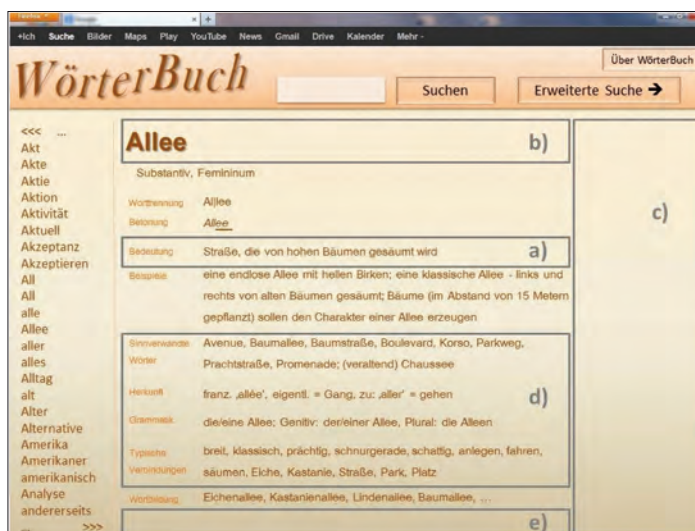 +Ich Suche Bilder Maps Play YouTube News Gmail Drive Kalender Mehr -
Über WörterBuch
WörterBuch
Suchen
Erweiterte Suche
<<< ...
Akt
Akte
Aktie
Aktion
Aktivität
Aktuell
Akzeptanz
Akzeptieren
All
All
alle
Allee
aller
alles
Alltag
alt
Alter
Alternative
Amerika
Amerikaner
amerikanisch
Analyse
andererseits
>>>
Allee b)
Substantiv, Femininum
Worttrennung Al|lee
Betonung Allee
Bedeutung Straße, die von hohen Bäumen gesäumt wird a)
Beispiele eine endlose Allee mit hellen Birken; eine klassische Allee - links und
rechts von alten Bäumen gesäumt; Bäume (im Abstand von 15 Metern
gepflanzt) sollen den Charakter einer Allee erzeugen
Sinnverwandte Avenue, Baumallee, Baumstraße, Boulevard, Korso, Parkweg,
Wörter Prachtstraße, Promenade; (veraltend) Chaussee
Herkunft franz. ‚allée', eigentl. = Gang, zu: ‚aller' = gehen
d)
Grammatik die/eine Allee; Genitiv: der/einer Allee, Plural: die Alleen
Typische breit, klassisch, prächtig, schnurgerade, schattig, anlegen, fahren,
Verbindungen säumen, Eiche, Kastanie, Straße, Park, Platz
Wortbildung Eichenallee, Kastanienallee, Lindenallee, Baumallee, ...
e)
c)